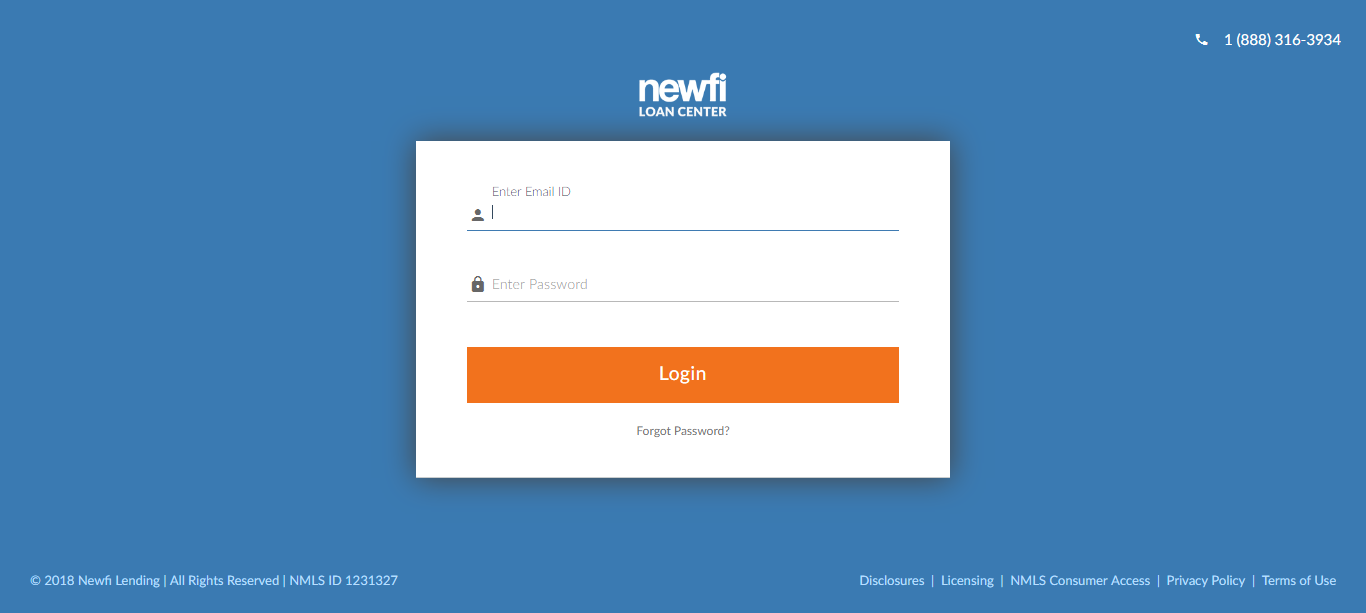 1 (888) 316-3934
newfi
LOAN CENTER
Enter Email ID
Enter Password
Login
Forgot Password?
© 2018 Newfi Lending | All Rights Reserved | NMLS ID 1231327
Disclosures | Licensing | NMLS Consumer Access | Privacy Policy | Terms of Use